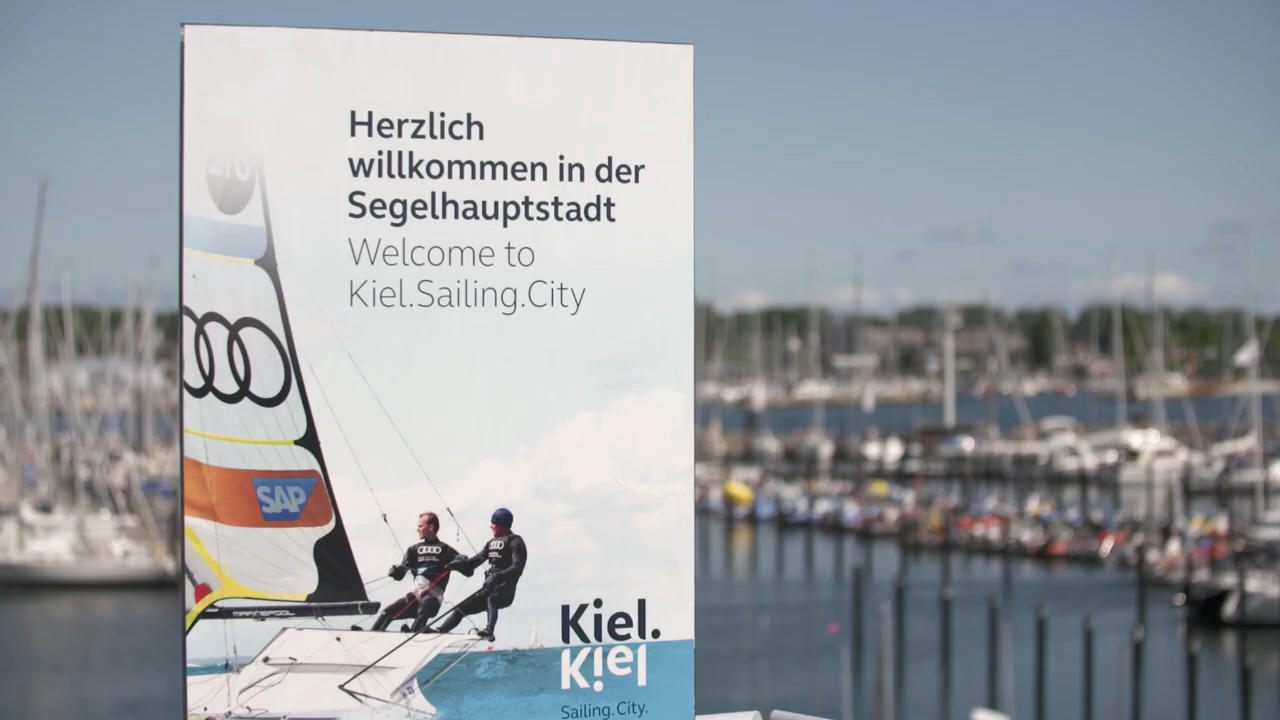 Herzlich
willkommen in der
Segelhauptstadt
Welcome to
Kiel.Sailing.City
SAP
Kiel.
Kiel
Sailing.City.